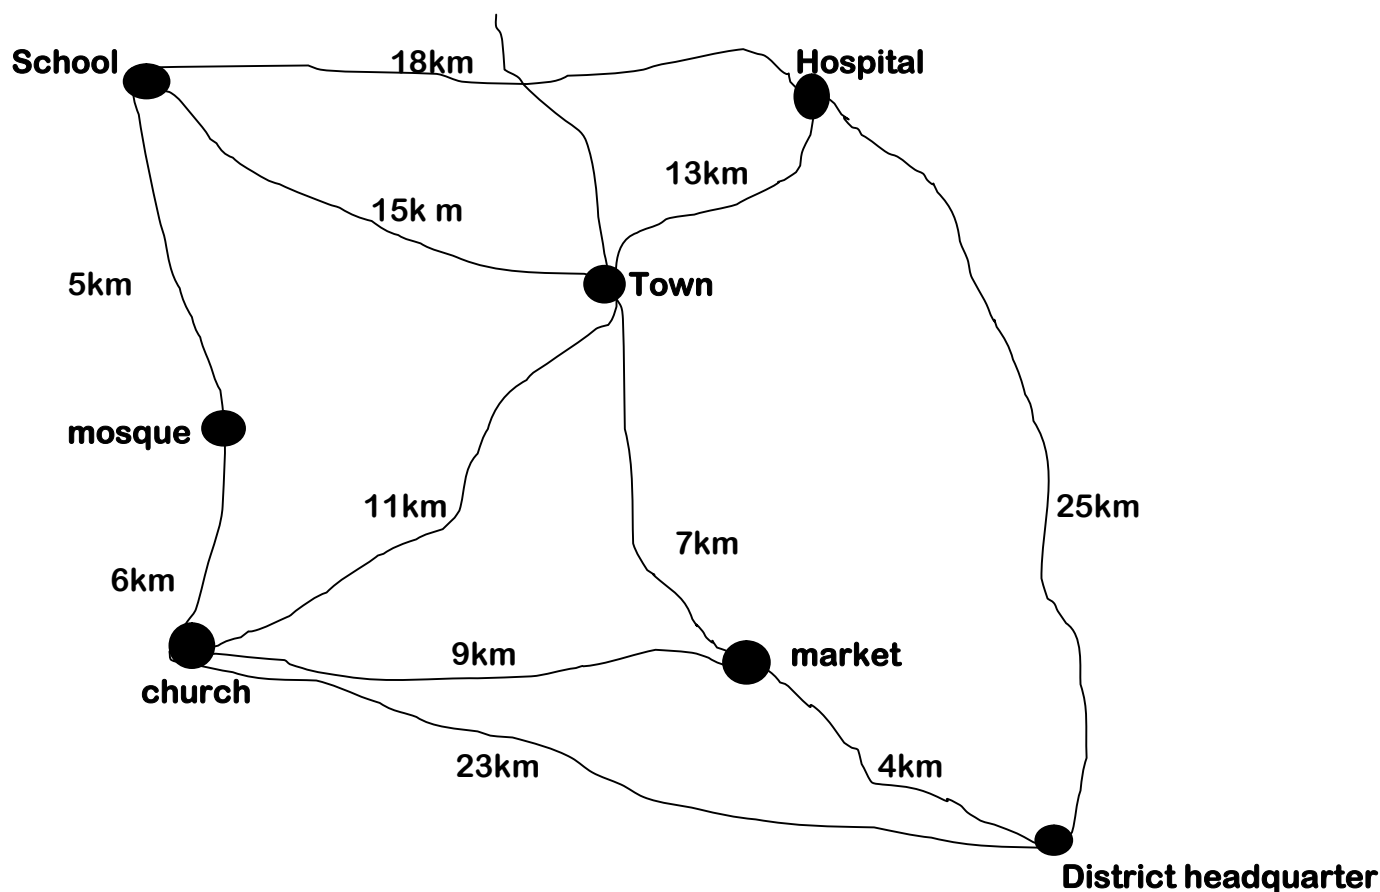 School
18km
Hospital
13km
15k m
5km
Town
mosque
11km
25km
7km
6km
9km
market
church
23km
4km
District headquarter